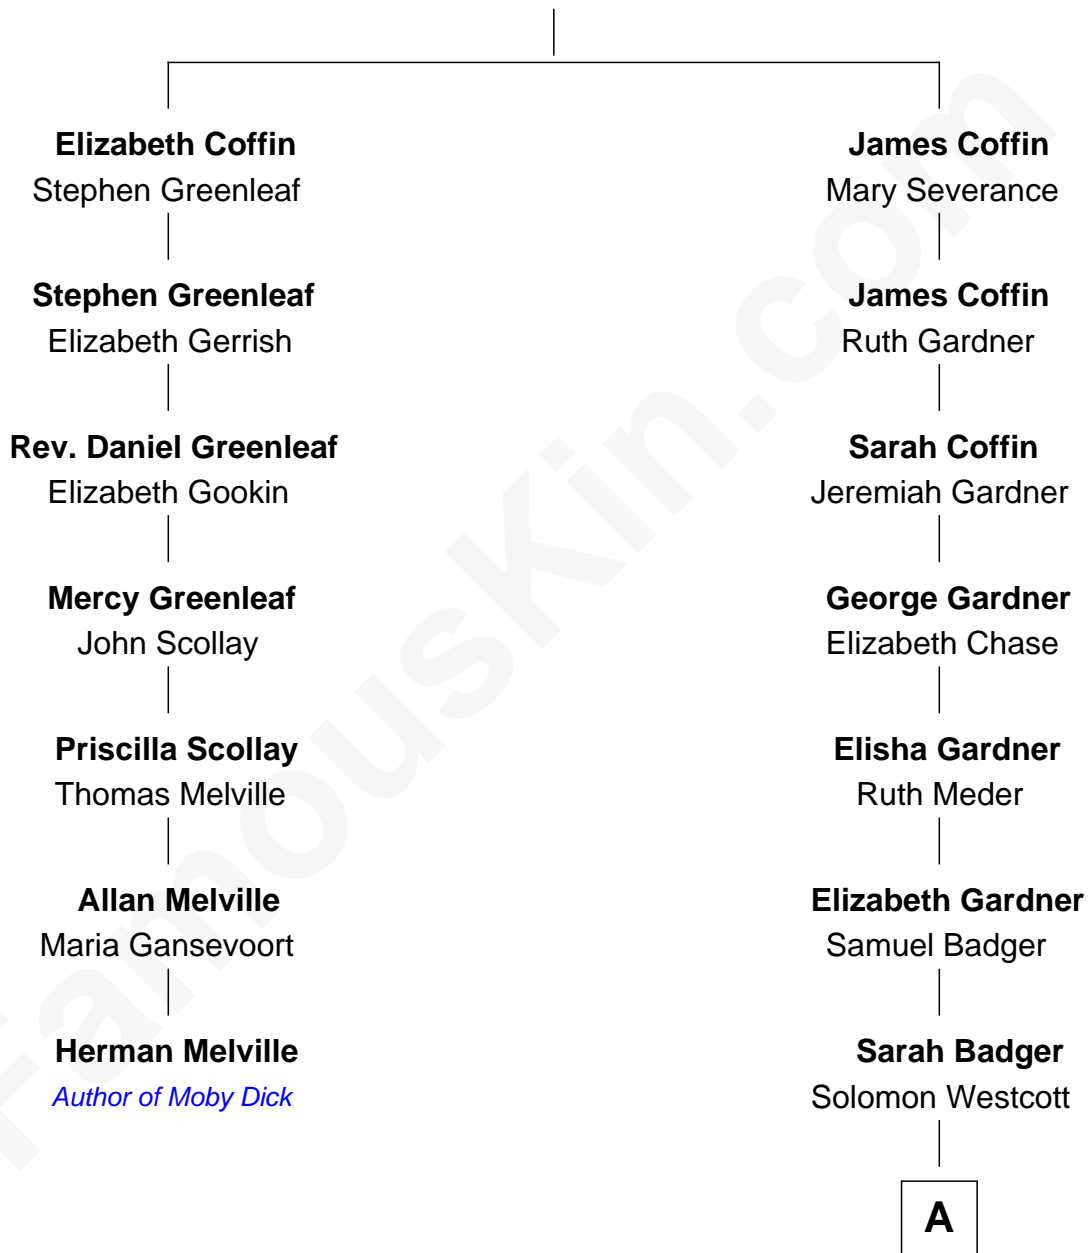 Elizabeth Coffin
Stephen Greenleaf
Stephen Greenleaf
Elizabeth Gerrish
Rev. Daniel Greenleaf
Elizabeth Gookin
Mercy Greenleaf
John Scollay
Priscilla Scollay
Thomas Melville
Allan Melville
Maria Gansevoort
Herman Melville
Author of Moby Dick
James Coffin
Mary Severance
James Coffin
Ruth Gardner
Sarah Coffin
Jeremiah Gardner
George Gardner
Elizabeth Chase
Elisha Gardner
Ruth Meder
Elizabeth Gardner
Samuel Badger
Sarah Badger
Solomon Westcott
A
FamousKin.com